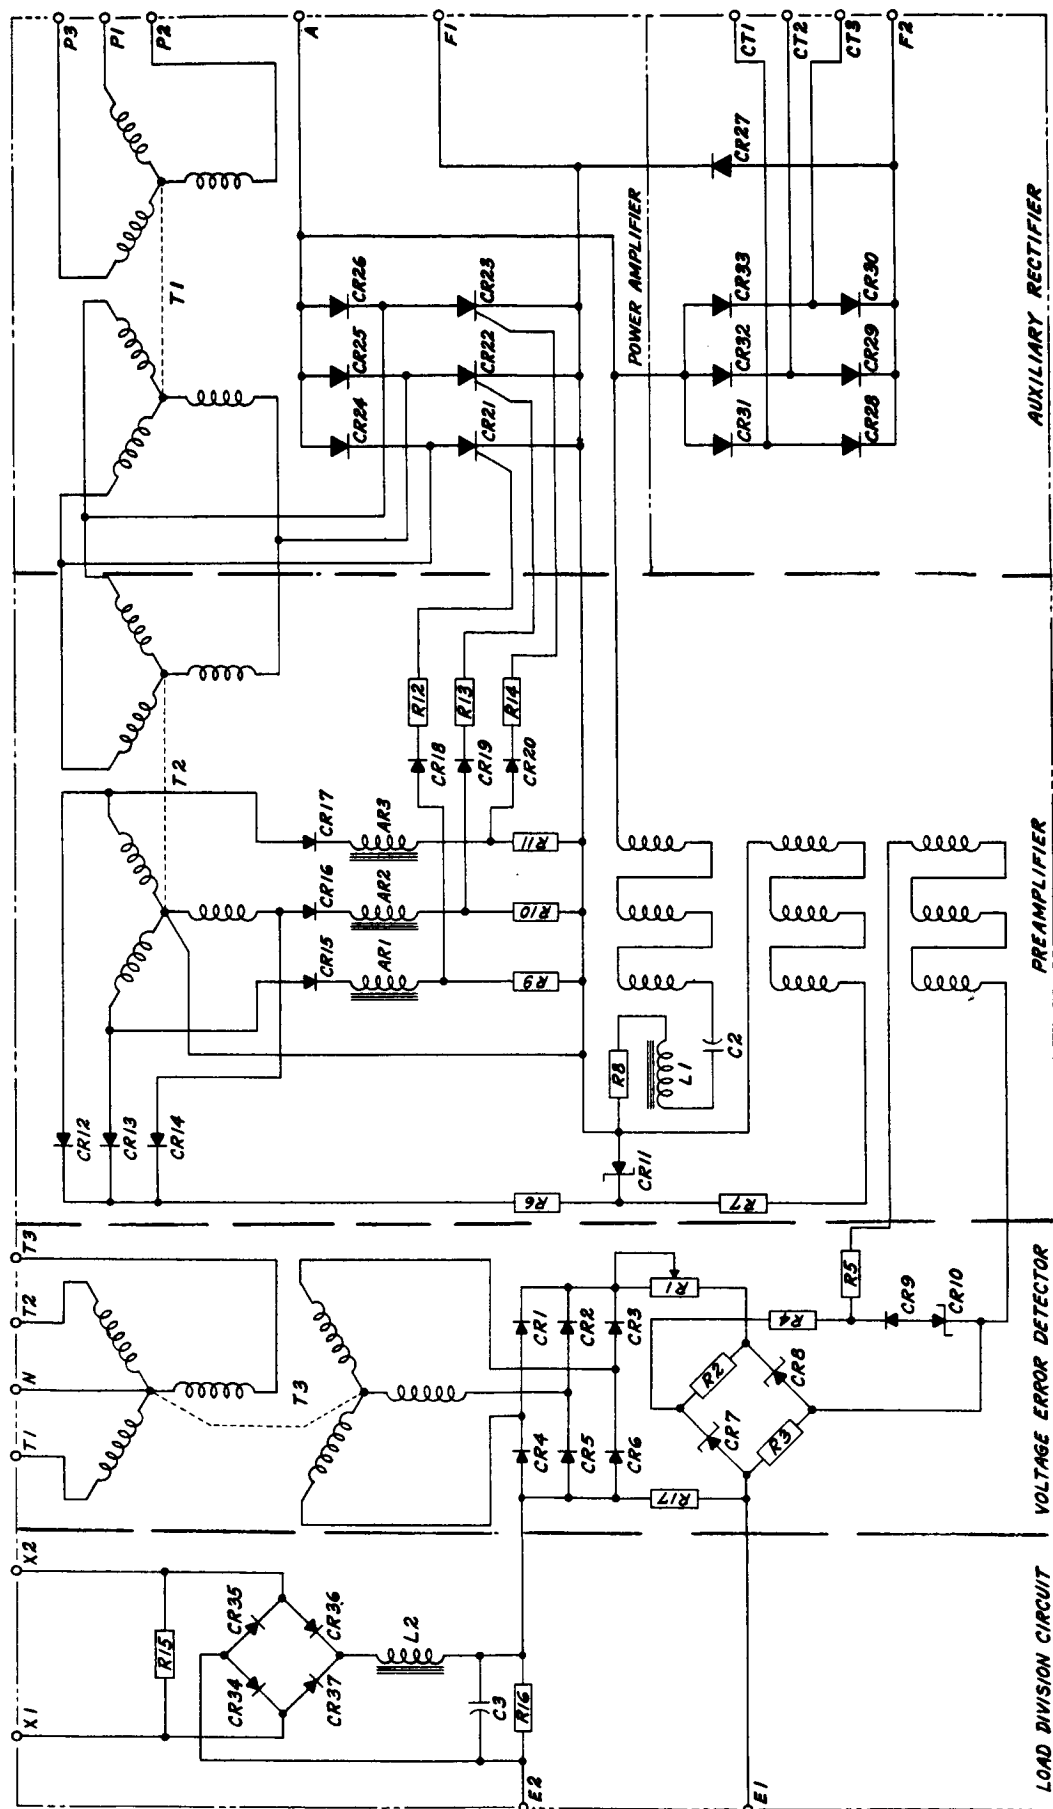 X1
X2
R15
CR34
CR35
CR37
CR36
L2
C3
R16
E2
E1
LOAD DIVISION CIRCUIT
T1
N
T2
T3
T3
CR4
CR1
CR5
CR2
CR6
CR3
R17
R1
R2
CR7
CR8
R3
R4
R5
CR9
CR10
VOLTAGE ERROR DETECTOR
CR12
CR13
CR14
T2
CR15
CR16
CR17
AR1
AR2
AR3
R9
R10
R11
CR18
CR19
CR20
R12
R13
R14
R6
CR11
R7
R8
L1
C2
PREAMPLIFIER
P3
P1
P2
T1
A
CR24
CR25
CR26
CR21
CR22
CR23
F1
POWER AMPLIFIER
CR27
CT1
CT2
CT3
F2
CR31
CR32
CR33
CR28
CR29
CR30
AUXILIARY RECTIFIER